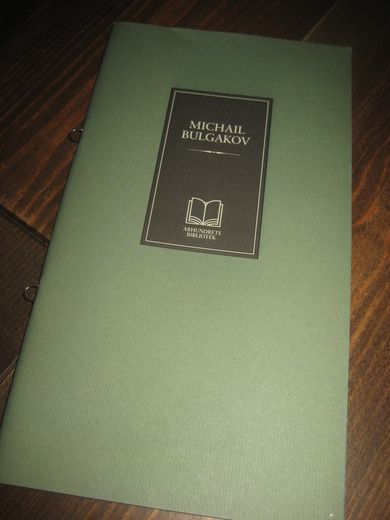 MICHAIL
BULGAKOV
ÅRHUNDRETS
BIBLIOTEK